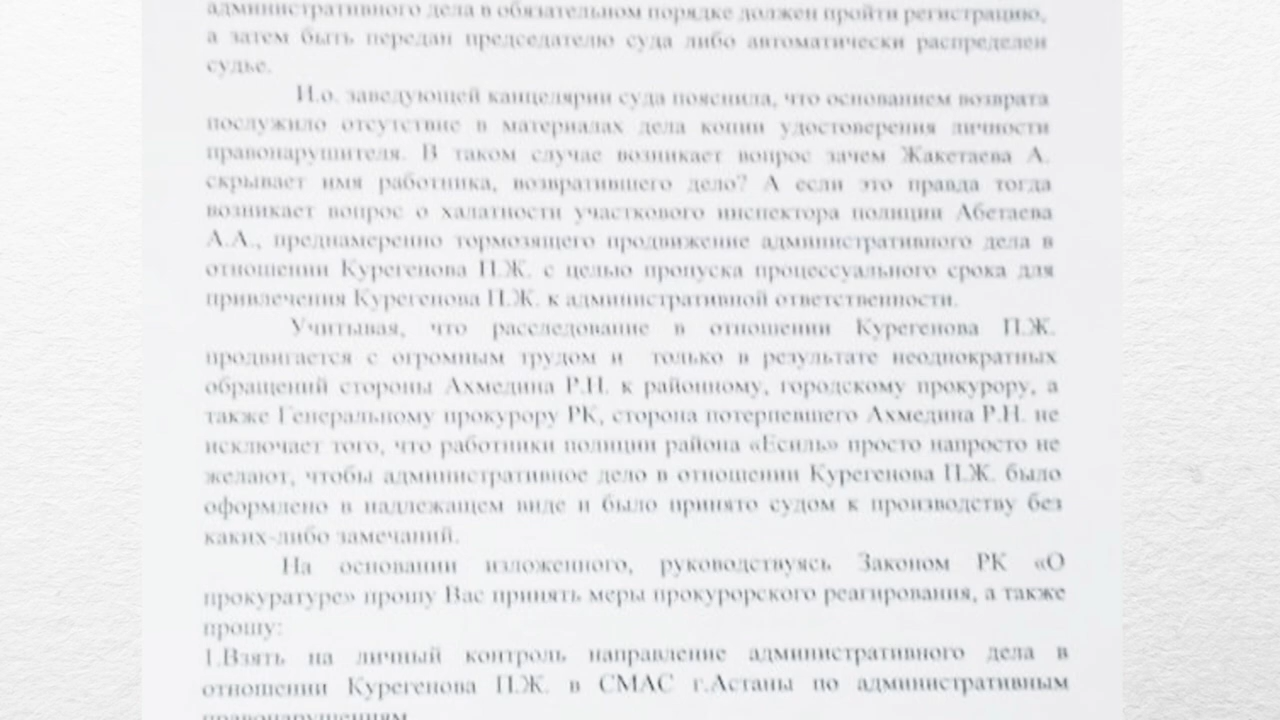 административного дела в обязательном порядке должен пройти регистрацию,
а затем быть передан председателю суда либо автоматически распределен
судье.
И.о. заведующей канцелярии суда пояснила, что основанием возврата
послужило отсутствие в материалах дела копии удостоверения личности
правонарушителя. В таком случае возникает вопрос зачем Жакетаева А.
скрывает имя работника, возвратившего дело? А если это правда тогда
возникает вопрос о халатности участкового инспектора полиции Абетаева
А.А., преднамеренно тормозящего продвижение административного дела в
отношении Курегенова П.Ж. с целью пропуска процессуального срока для
привлечения Курегенова П.Ж. к административной ответственности.
Учитывая, что расследование в отношении Курегенова П.Ж.
продвигается с огромным трудом и только в результате неоднократных
обращений стороны Ахмедина Р.Н. к районному, городскому прокурору, а
также Генеральному прокурору РК, сторона потерпевшего Ахмедина Р.Н. не
исключает того, что работники полиции района «Есиль» просто напросто не
желают, чтобы административное дело в отношении Курегенова П.Ж. было
оформлено в надлежащем виде и было принято судом к производству без
каких-либо замечаний.
На основании изложенного, руководствуясь Законом РК «О
прокуратуре» прошу Вас принять меры прокурорского реагирования, а также
прошу:
1.Взять на личный контроль направление административного дела в
отношении Курегенова П.Ж. в СМАС г.Астаны по административным
правонарушениям